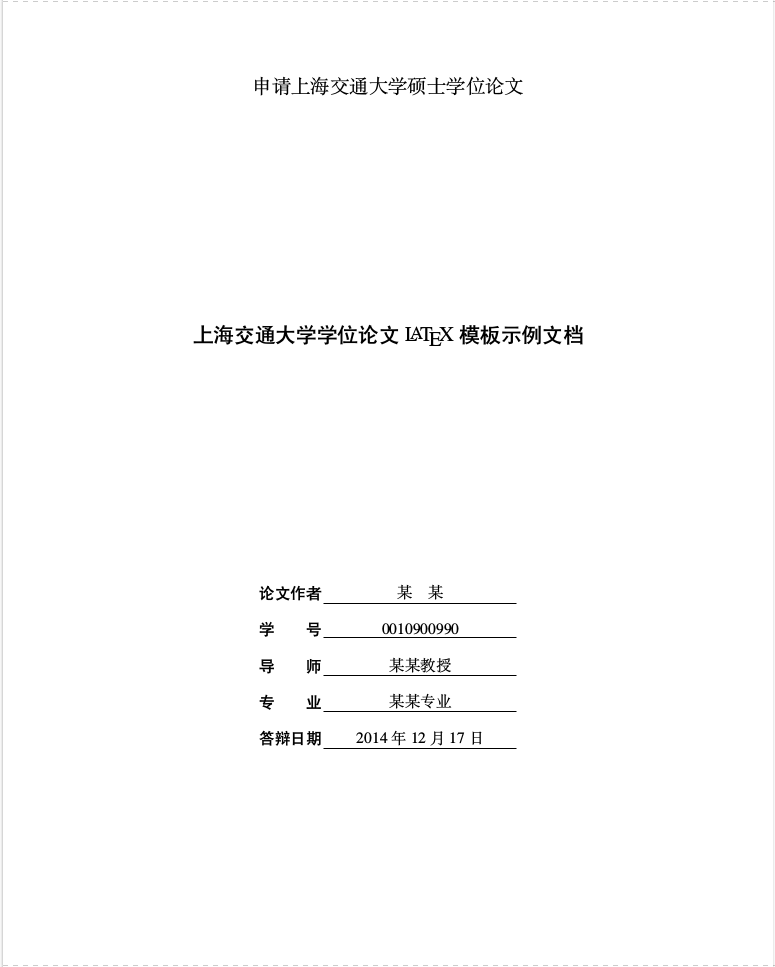 申请上海交通大学硕士学位论文
上海交通大学学位论文 LATEX 模板示例文档
论文作者 某 某
学 号 0010900990
导 师 某某教授
专 业 某某专业
答辩日期 2014 年 12 月 17 日